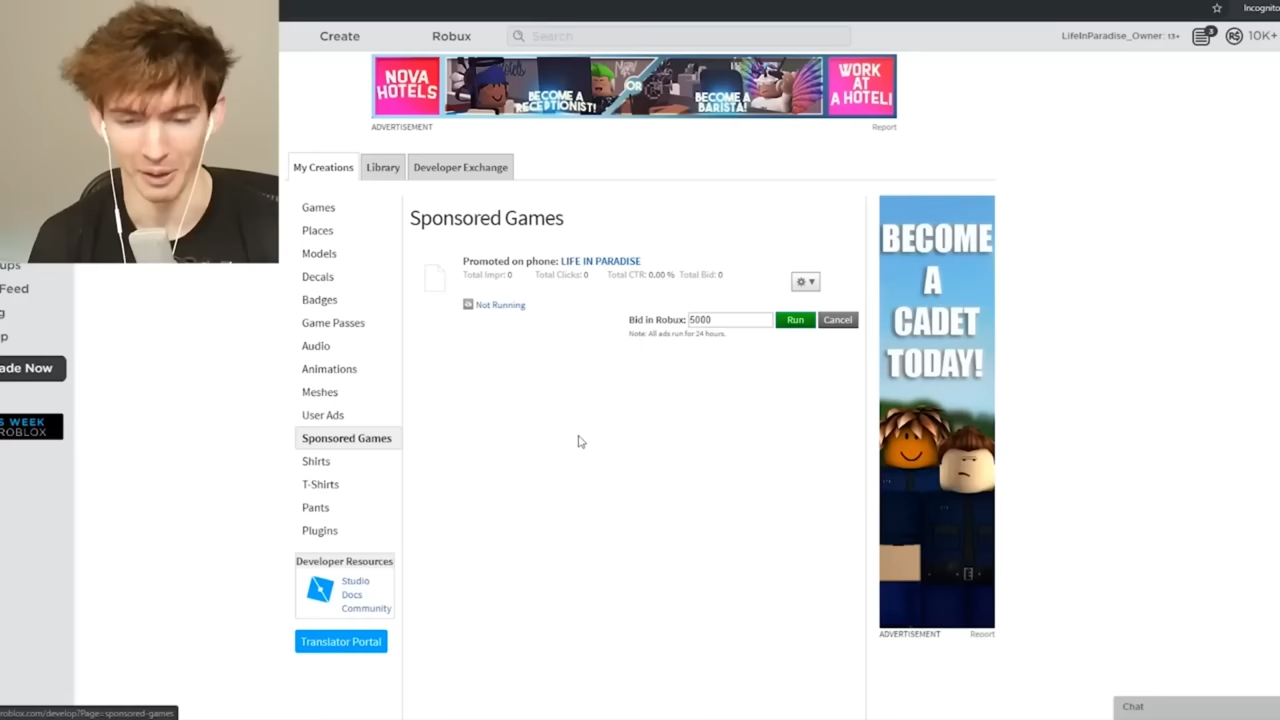 Incognito
Create
Robux
Search
LifeInParadise_Owner: 13+
3
10K+
NOVA HOTELS
BECOME A RECEPTIONIST!
OR
BECOME A BARISTA!
WORK AT A HOTEL!
ADVERTISEMENT
Report
My Creations
Library
Developer Exchange
Games
Places
Models
Decals
Badges
Game Passes
Audio
Animations
Meshes
User Ads
Sponsored Games
Shirts
T-Shirts
Pants
Plugins
Developer Resources
Studio
Docs
Community
Translator Portal
Sponsored Games
Promoted on phone: LIFE IN PARADISE
Total Impr: 0 Total Clicks: 0 Total CTR: 0.00 % Total Bid: 0
Not Running
Bid in Robux: 5000
Run
Cancel
Note: All ads run for 24 hours.
BECOME
A
CADET
TODAY!
ADVERTISEMENT
Report
ups
Feed
g
p
ade Now
S WEEK
ROBLOX
roblox.com/develop?Page=sponsored-games
Chat